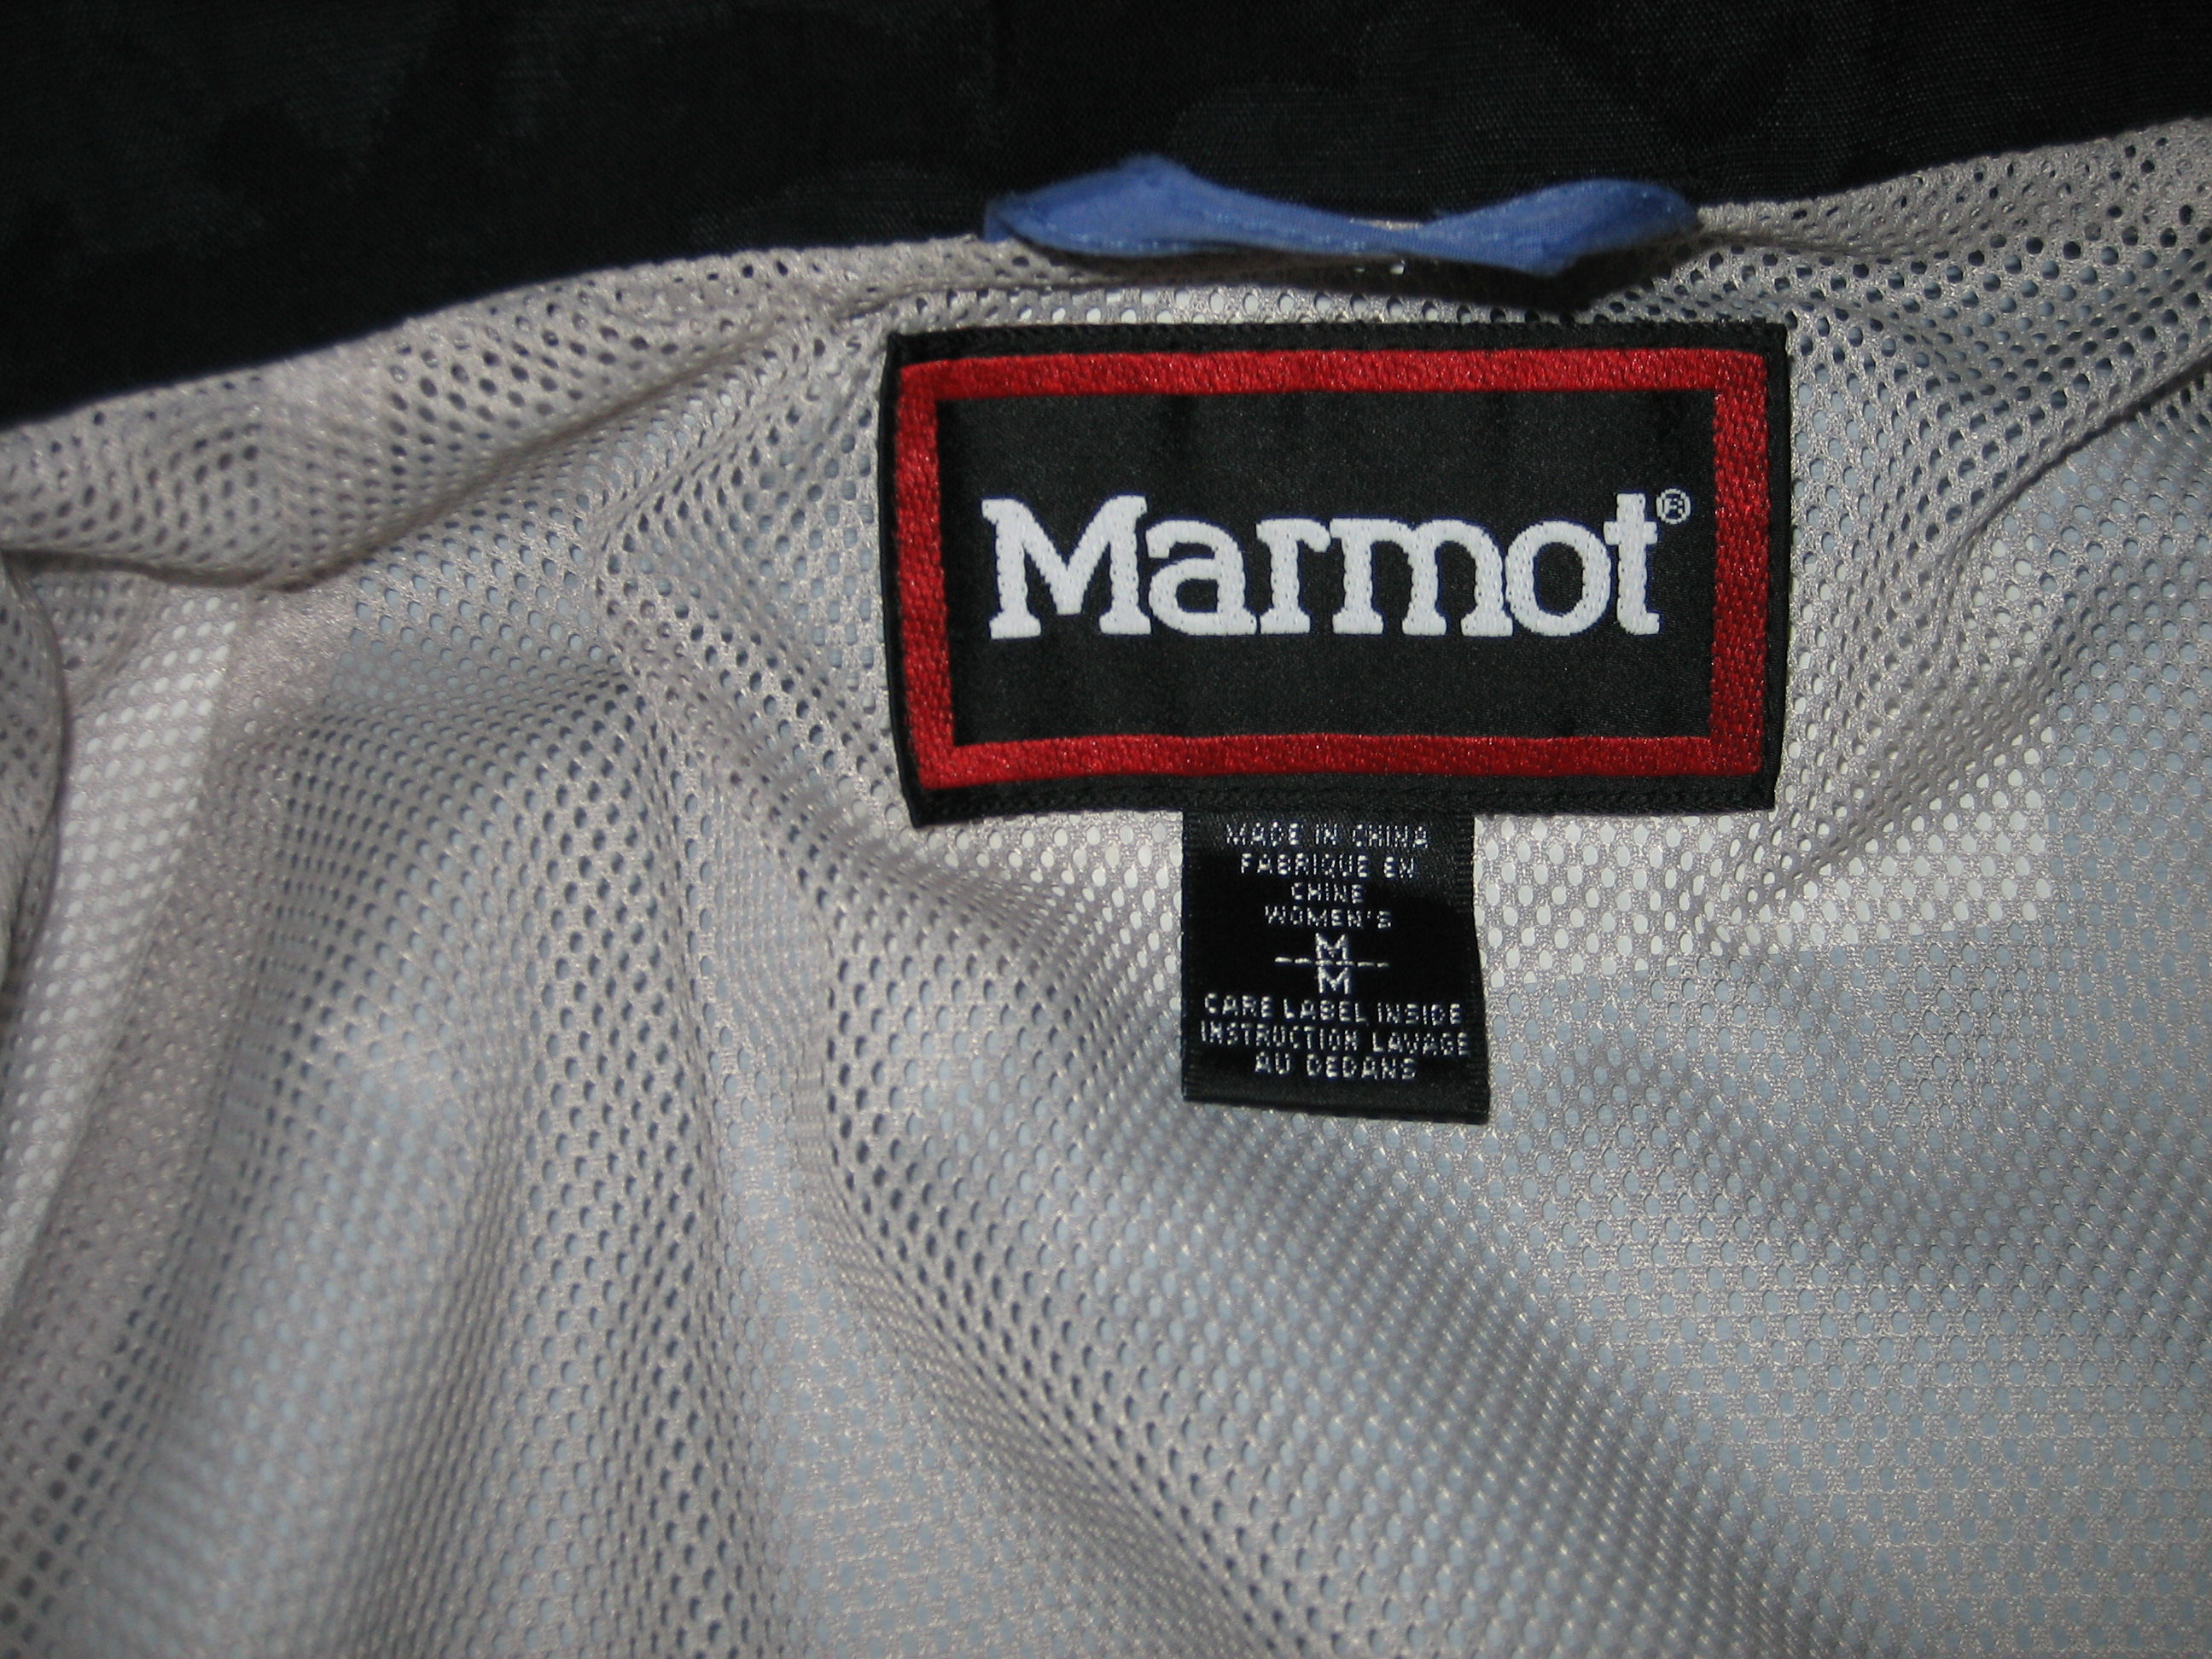 Marmot®
MADE IN CHINA
FABRIQUE EN
CHINE
WOMEN'S
M
M
CARE LABEL INSIDE
INSTRUCTION LAVAGE
AU DEDANS